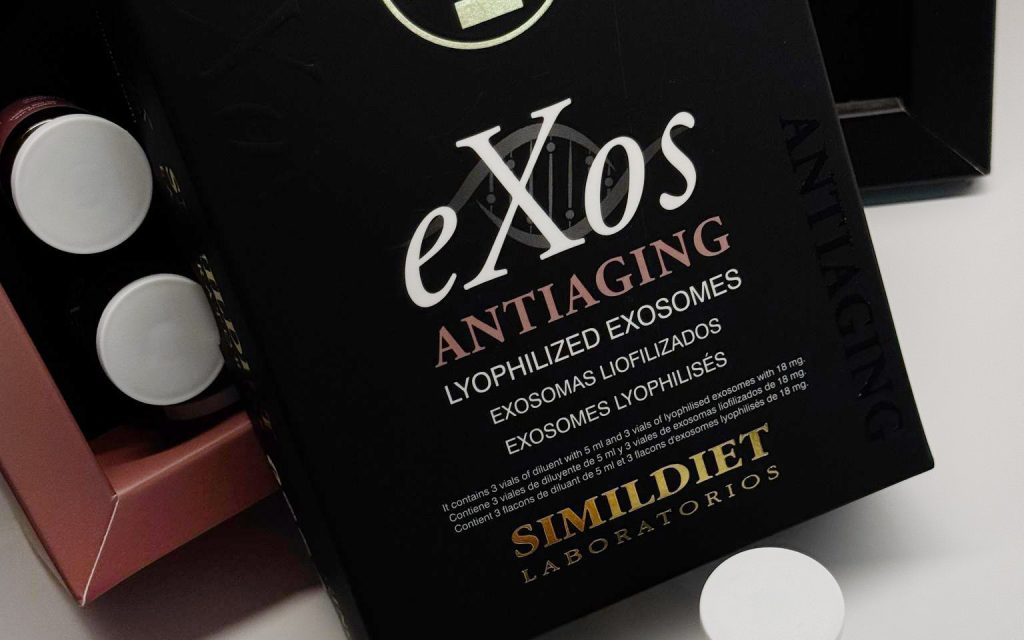 eXos
ANTIAGING
LYOPHILIZED EXOSOMES
EXOSOMAS LIOFILIZADOS
EXOSOMES LYOPHILISÉS
It contains 3 vials of diluent with 5 ml and 3 vials of lyophilised exosomes with 18 mg.
Contiene 3 viales de diluyente de 5 ml y 3 viales de exosomas liofilizados de 18 mg.
Contient 3 flacons de diluant de 5 ml et 3 flacons d'exosomes lyophilisés de 18 mg.
SIMILDIET
LABORATORIOS
ANTIAGING